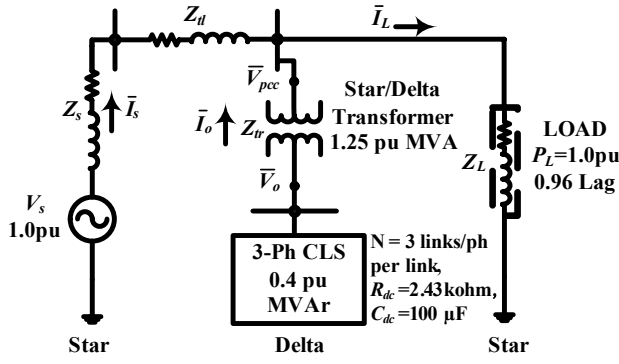 Z_tl
Ī_L
V̄_pcc
Z_s
Ī_s
Ī_o
Z_tr
Star/Delta
Transformer
1.25 pu MVA
LOAD
P_L=1.0pu
0.96 Lag
Z_L
V_s
1.0pu
V̄_o
3-Ph CLS
0.4 pu
MVAr
N = 3 links/ph
per link,
R_dc=2.43kohm,
C_dc=100 µF
Star
Delta
Star